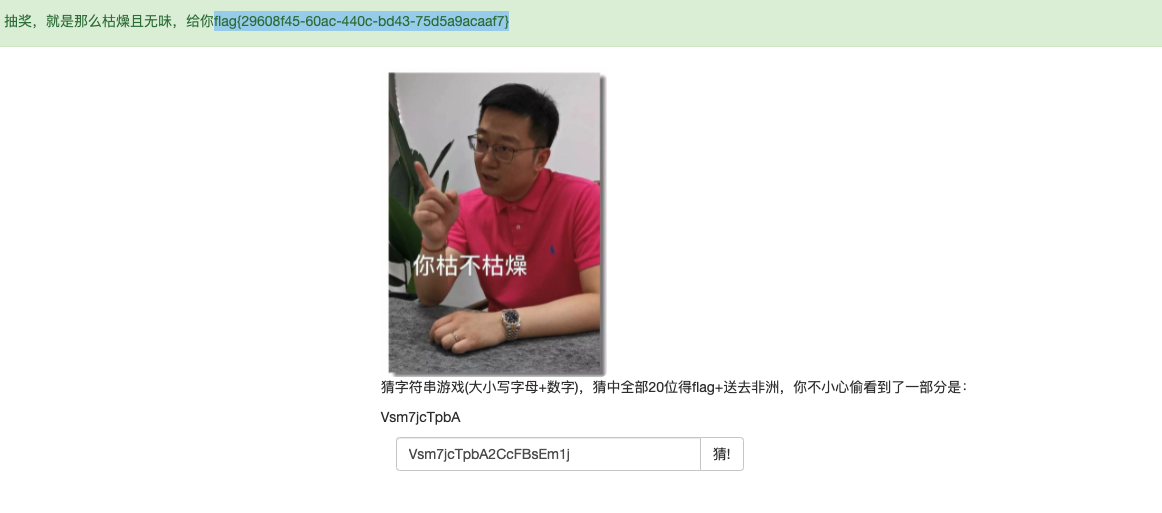 抽奖，就是那么枯燥且无味，给你flag{29608f45-60ac-440c-bd43-75d5a9acaaf7}
你枯不枯燥
猜字符串游戏(大小写字母+数字)，猜中全部20位得flag+送去非洲，你不小心偷看到了一部分是：
Vsm7jcTpbA
Vsm7jcTpbA2CcFBsEm1j 猜!